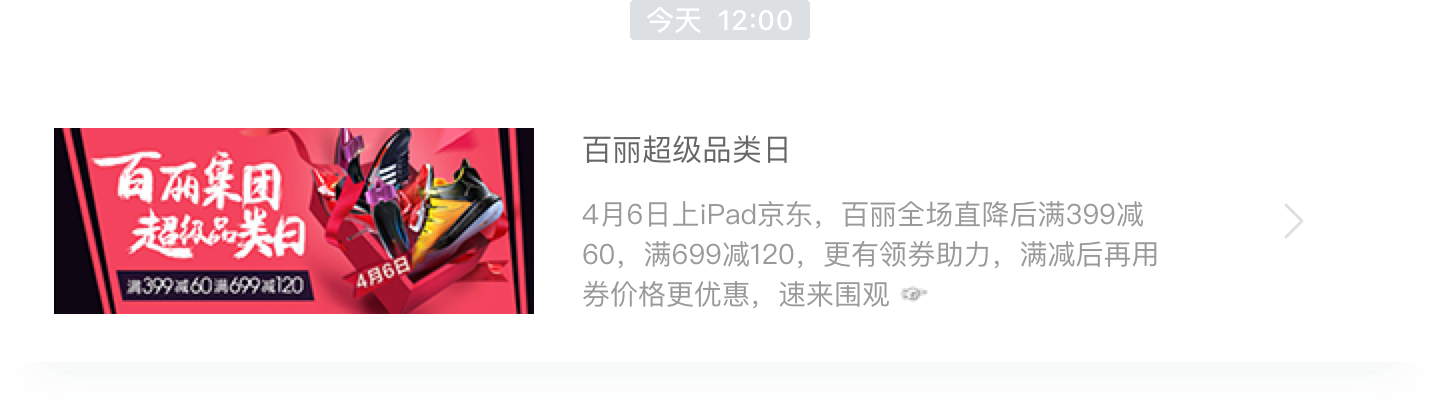 今天 12:00
百丽集团
超级品类日
满399减60满699减120
4月6日
百丽超级品类日
4月6日上iPad京东，百丽全场直降后满399减
60，满699减120，更有领券助力，满减后再用
券价格更优惠，速来围观 ☞